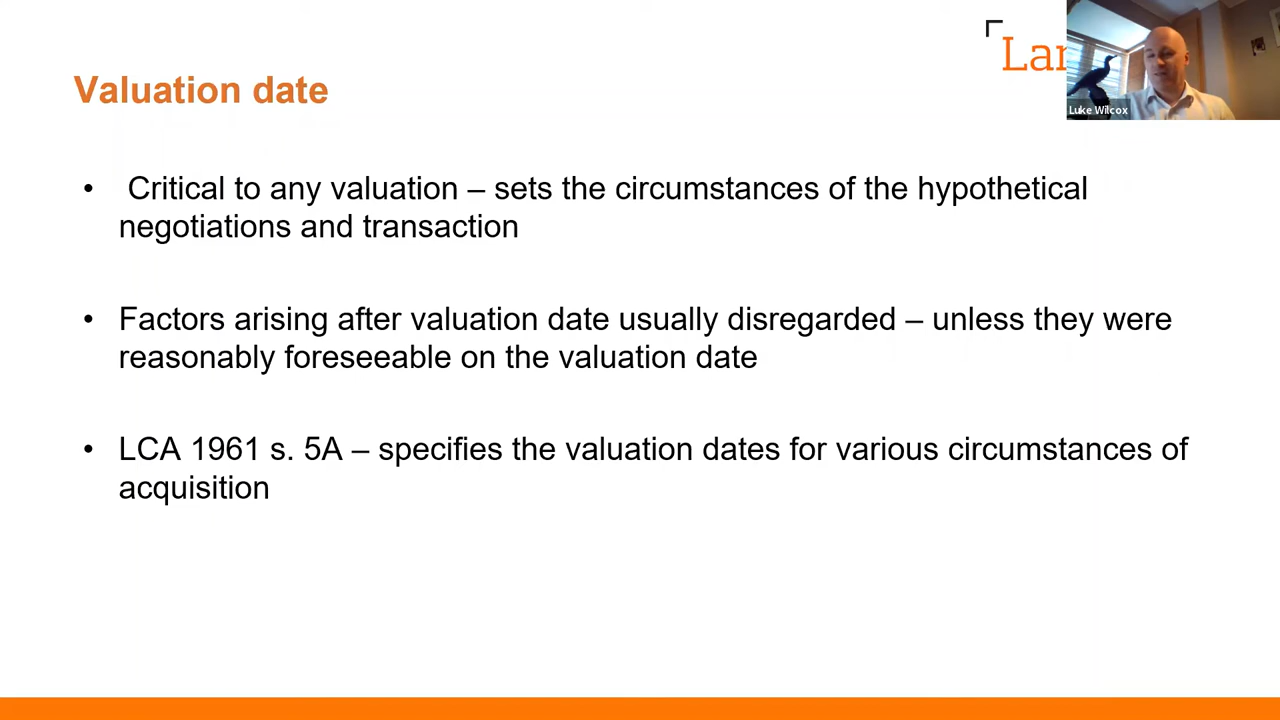 Lan
Luke Wilcox
Valuation date
• Critical to any valuation – sets the circumstances of the hypothetical
negotiations and transaction
• Factors arising after valuation date usually disregarded – unless they were
reasonably foreseeable on the valuation date
• LCA 1961 s. 5A – specifies the valuation dates for various circumstances of
acquisition